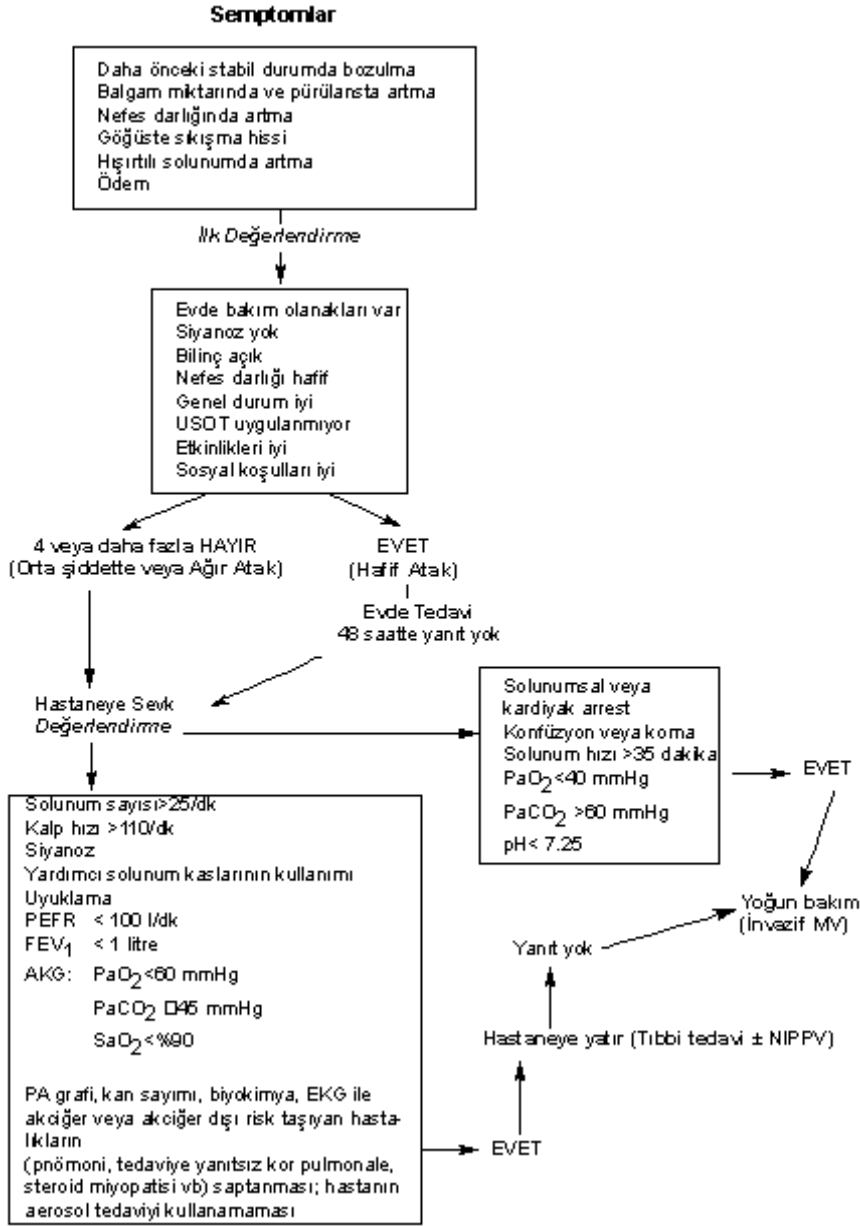 Semptomlar
Daha önceki stabil durumda bozulma
Balgam miktarında ve pürülansta artma
Nefes darlığında artma
Göğüste sıkışma hissi
Hışırtılı solunumda artma
Ödem
İlk Değerlendirme
Evde bakım olanakları var
Siyanoz yok
Bilinç açık
Nefes darlığı hafif
Genel durum iyi
USOT uygulanmıyor
Etkinlikleri iyi
Sosyal koşulları iyi
4 veya daha fazla HAYIR
(Orta şiddette veya Ağır Atak)
EVET
(Hafif Atak)
Evde Tedavi
48 saatte yanıt yok
Hastaneye Sevk
Değerlendirme
Solunumsal veya
kardiyak arrest
Konfüzyon veya koma
Solunum hızı >35 dakika
PaO2<40 mmHg
PaCO2 >60 mmHg
pH< 7.25
EVET
Yoğun bakım
(İnvazif MV)
Solunum sayısı>25/dk
Kalp hızı >110/dk
Siyanoz
Yardımcı solunum kaslarının kullanımı
Uyuklama
PEFR < 100 l/dk
FEV1 < 1 litre
AKG: PaO2<60 mmHg
PaCO2 □45 mmHg
SaO2<%90
PA grafi, kan sayımı, biyokimya, EKG ile
akciğer veya akciğer dışı risk taşıyan hasta-
lıkların
(pnömoni, tedaviye yanıtsız kor pulmonale,
steroid miyopatisi vb) saptanması; hastanın
aerosol tedaviyi kullanamaması
EVET
Hastaneye yatır (Tıbbi tedavi ± NIPPV)
Yanıt yok